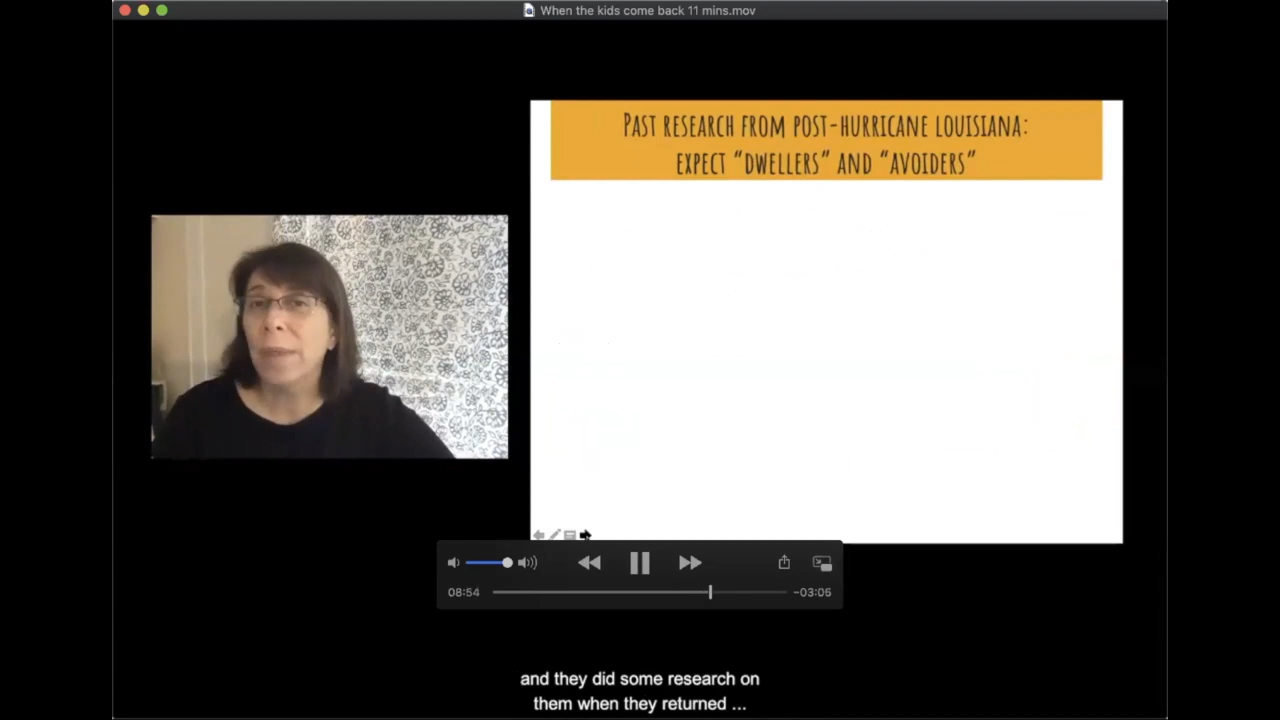 When the kids come back 11 mins.mov
PAST RESEARCH FROM POST-HURRICANE LOUISIANA:
EXPECT “DWELLERS” AND “AVOIDERS”
08:54
-03:05
and they did some research on
them when they returned ...